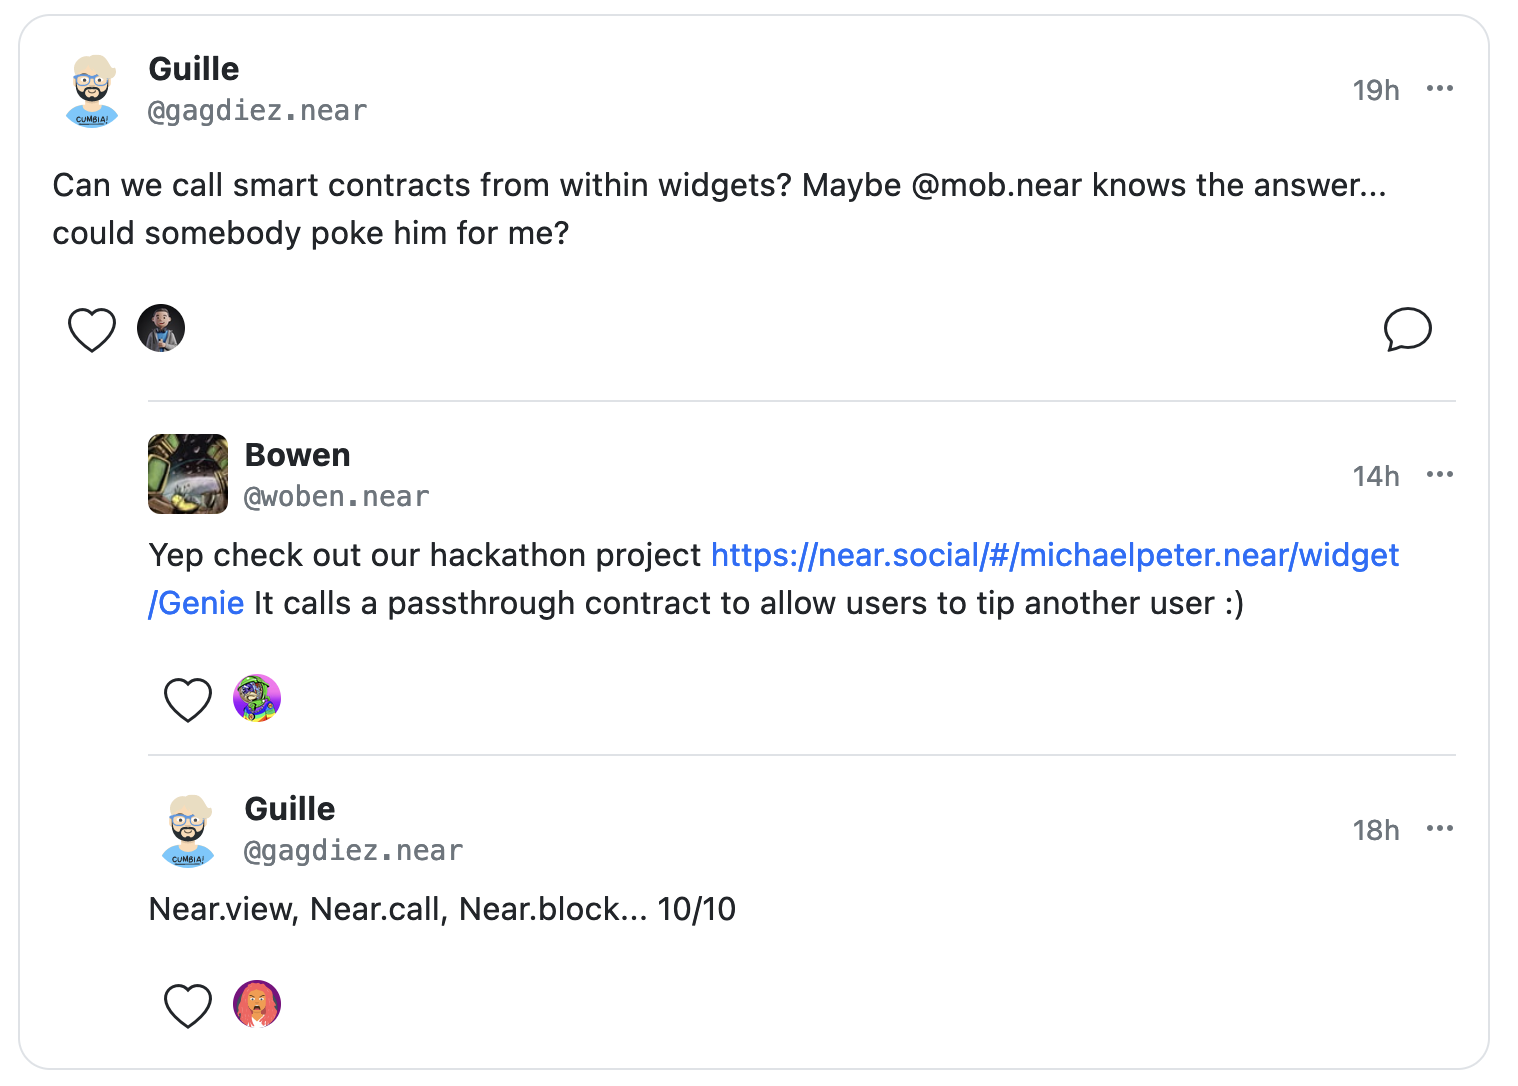 Guille
@gagdiez.near
19h
CUMBIA!
Can we call smart contracts from within widgets? Maybe @mob.near knows the answer...
could somebody poke him for me?
Bowen
@woben.near
14h
Yep check out our hackathon project https://near.social/#/michaelpeter.near/widget
/Genie It calls a passthrough contract to allow users to tip another user :)
Guille
@gagdiez.near
18h
CUMBIA!
Near.view, Near.call, Near.block... 10/10